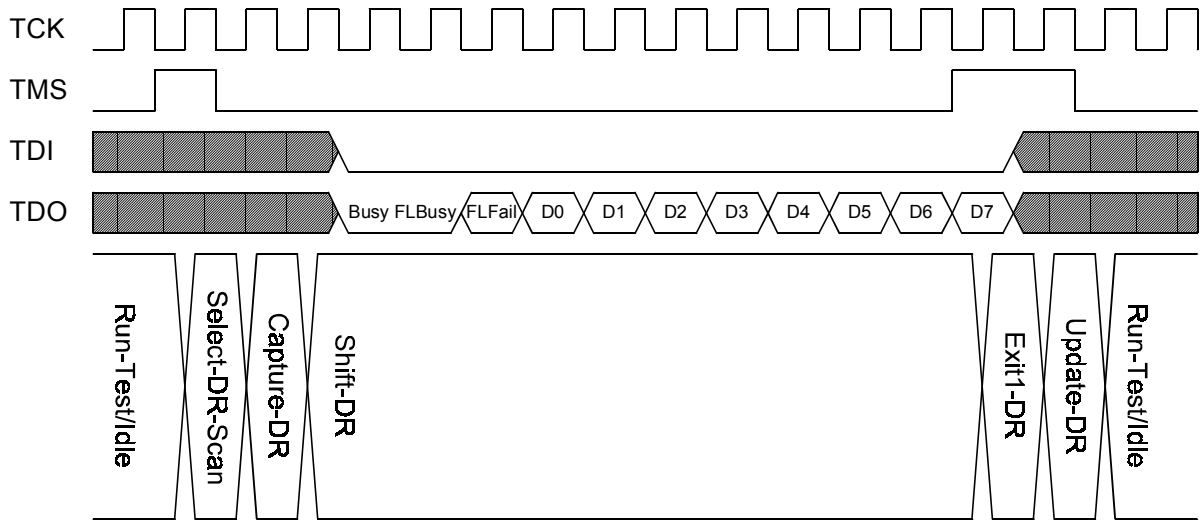 TCK
TMS
TDI
TDO
Busy FLBusy FLFail D0 D1 D2 D3 D4 D5 D6 D7
Run-Test/Idle
Select-DR-Scan
Capture-DR
Shift-DR
Exit1-DR
Update-DR
Run-Test/Idle